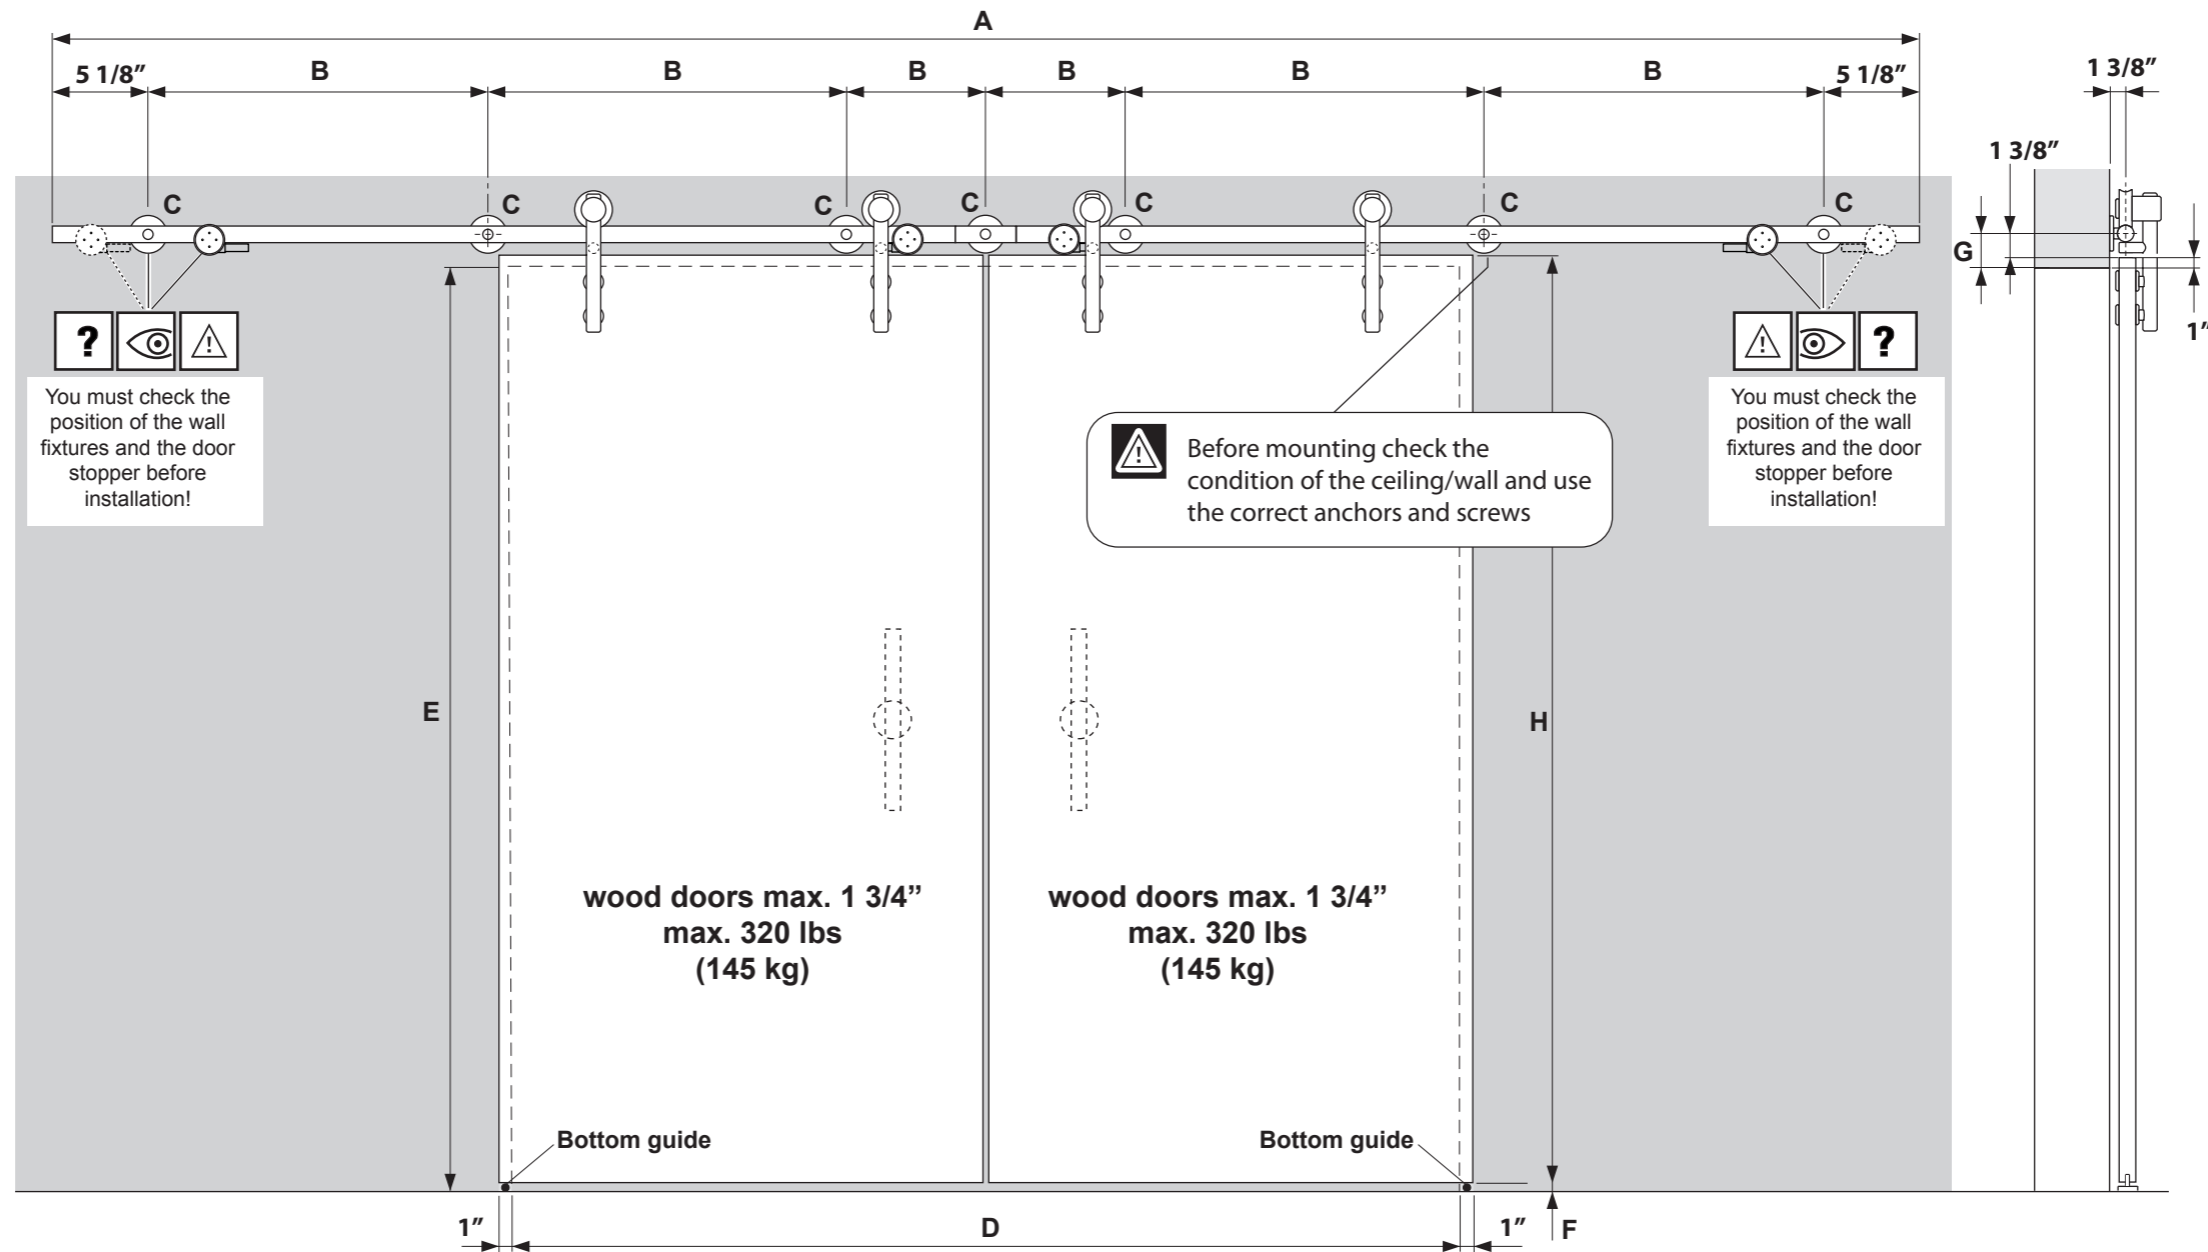 A
5 1/8” B B B B B B 5 1/8”
1 3/8”
1 3/8”
C C C C C C C
G
1”
?
!
!
?
You must check the
position of the wall
fixtures and the door
stopper before
installation!
You must check the
position of the wall
fixtures and the door
stopper before
installation!
!
Before mounting check the
condition of the ceiling/wall and use
the correct anchors and screws
E
H
wood doors max. 1 3/4”
max. 320 lbs
(145 kg)
wood doors max. 1 3/4”
max. 320 lbs
(145 kg)
Bottom guide
Bottom guide
1” D 1” F